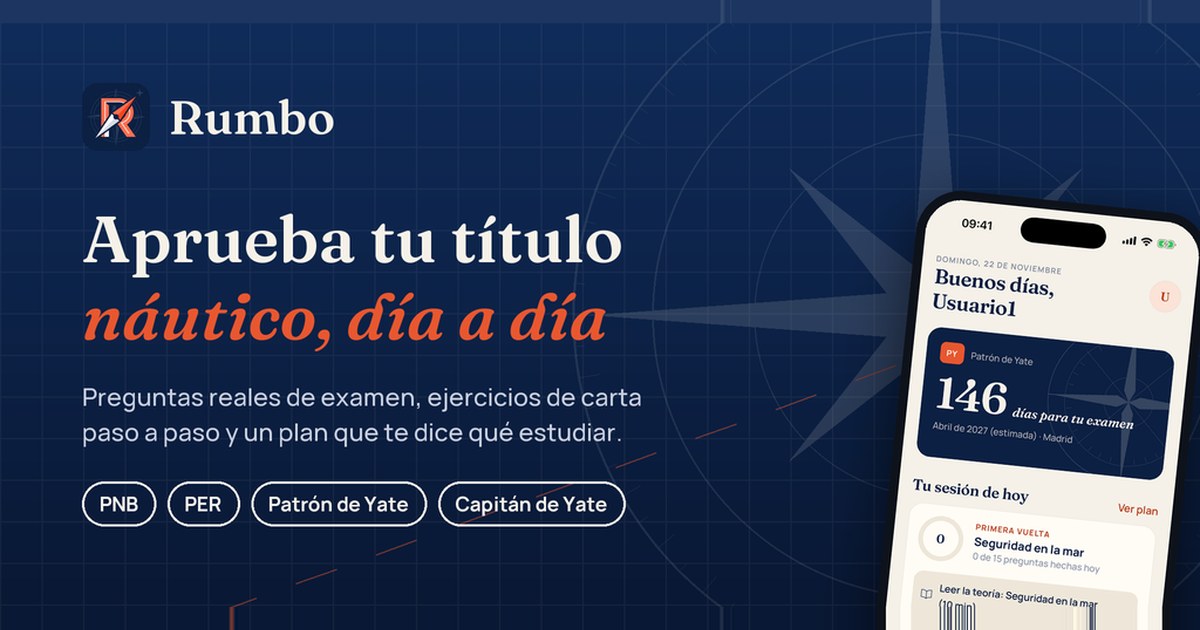 Rumbo
Aprueba tu título
náutico, día a día
Preguntas reales de examen, ejercicios de carta
paso a paso y un plan que te dice qué estudiar.
PNB
PER
Patrón de Yate
Capitán de Yate
09:41
DOMINGO, 22 DE NOVIEMBRE
Buenos días,
Usuario1
U
PY
Patrón de Yate
146 días para tu examen
Abril de 2027 (estimada) · Madrid
Tu sesión de hoy
Ver plan
0
PRIMERA VUELTA
Seguridad en la mar
0 de 15 preguntas hechas hoy
Leer la teoría: Seguridad en la mar
(10 min)